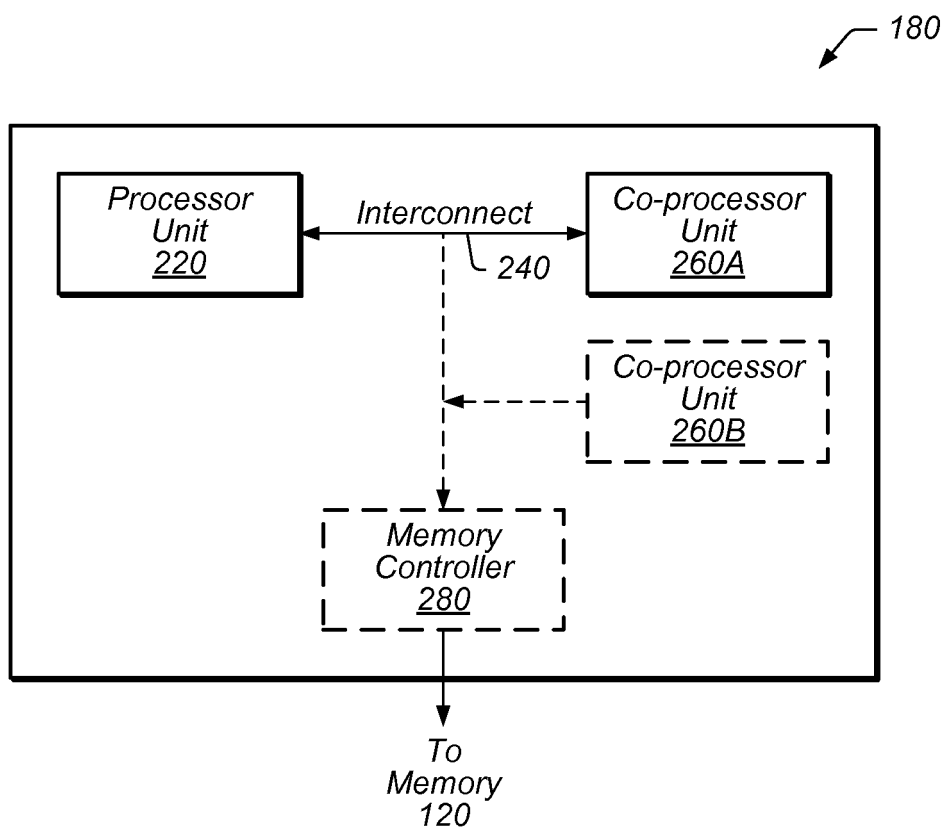 180
Processor
Unit
220
Interconnect
240
Co-processor
Unit
260A
Co-processor
Unit
260B
Memory
Controller
280
To
Memory
120